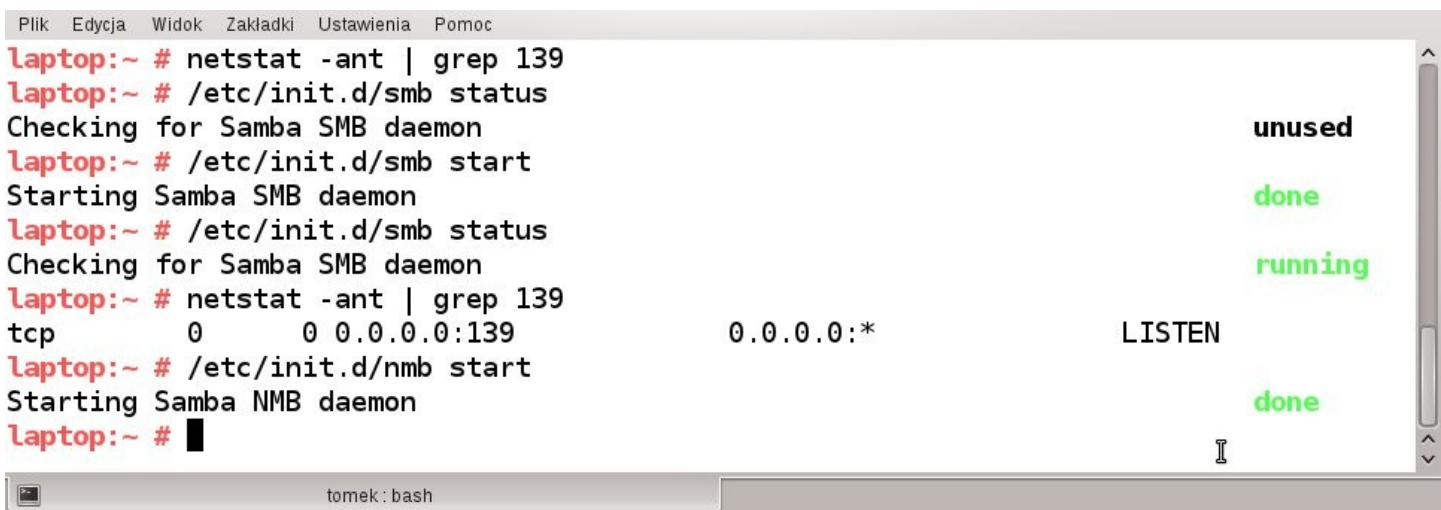 Plik Edycja Widok Zakładki Ustawienia Pomoc
laptop:~ # netstat -ant | grep 139
laptop:~ # /etc/init.d/smb status
Checking for Samba SMB daemon unused
laptop:~ # /etc/init.d/smb start
Starting Samba SMB daemon done
laptop:~ # /etc/init.d/smb status
Checking for Samba SMB daemon running
laptop:~ # netstat -ant | grep 139
tcp 0 0 0.0.0.0:139 0.0.0.0:* LISTEN
laptop:~ # /etc/init.d/nmb start
Starting Samba NMB daemon done
laptop:~ #
tomek : bash